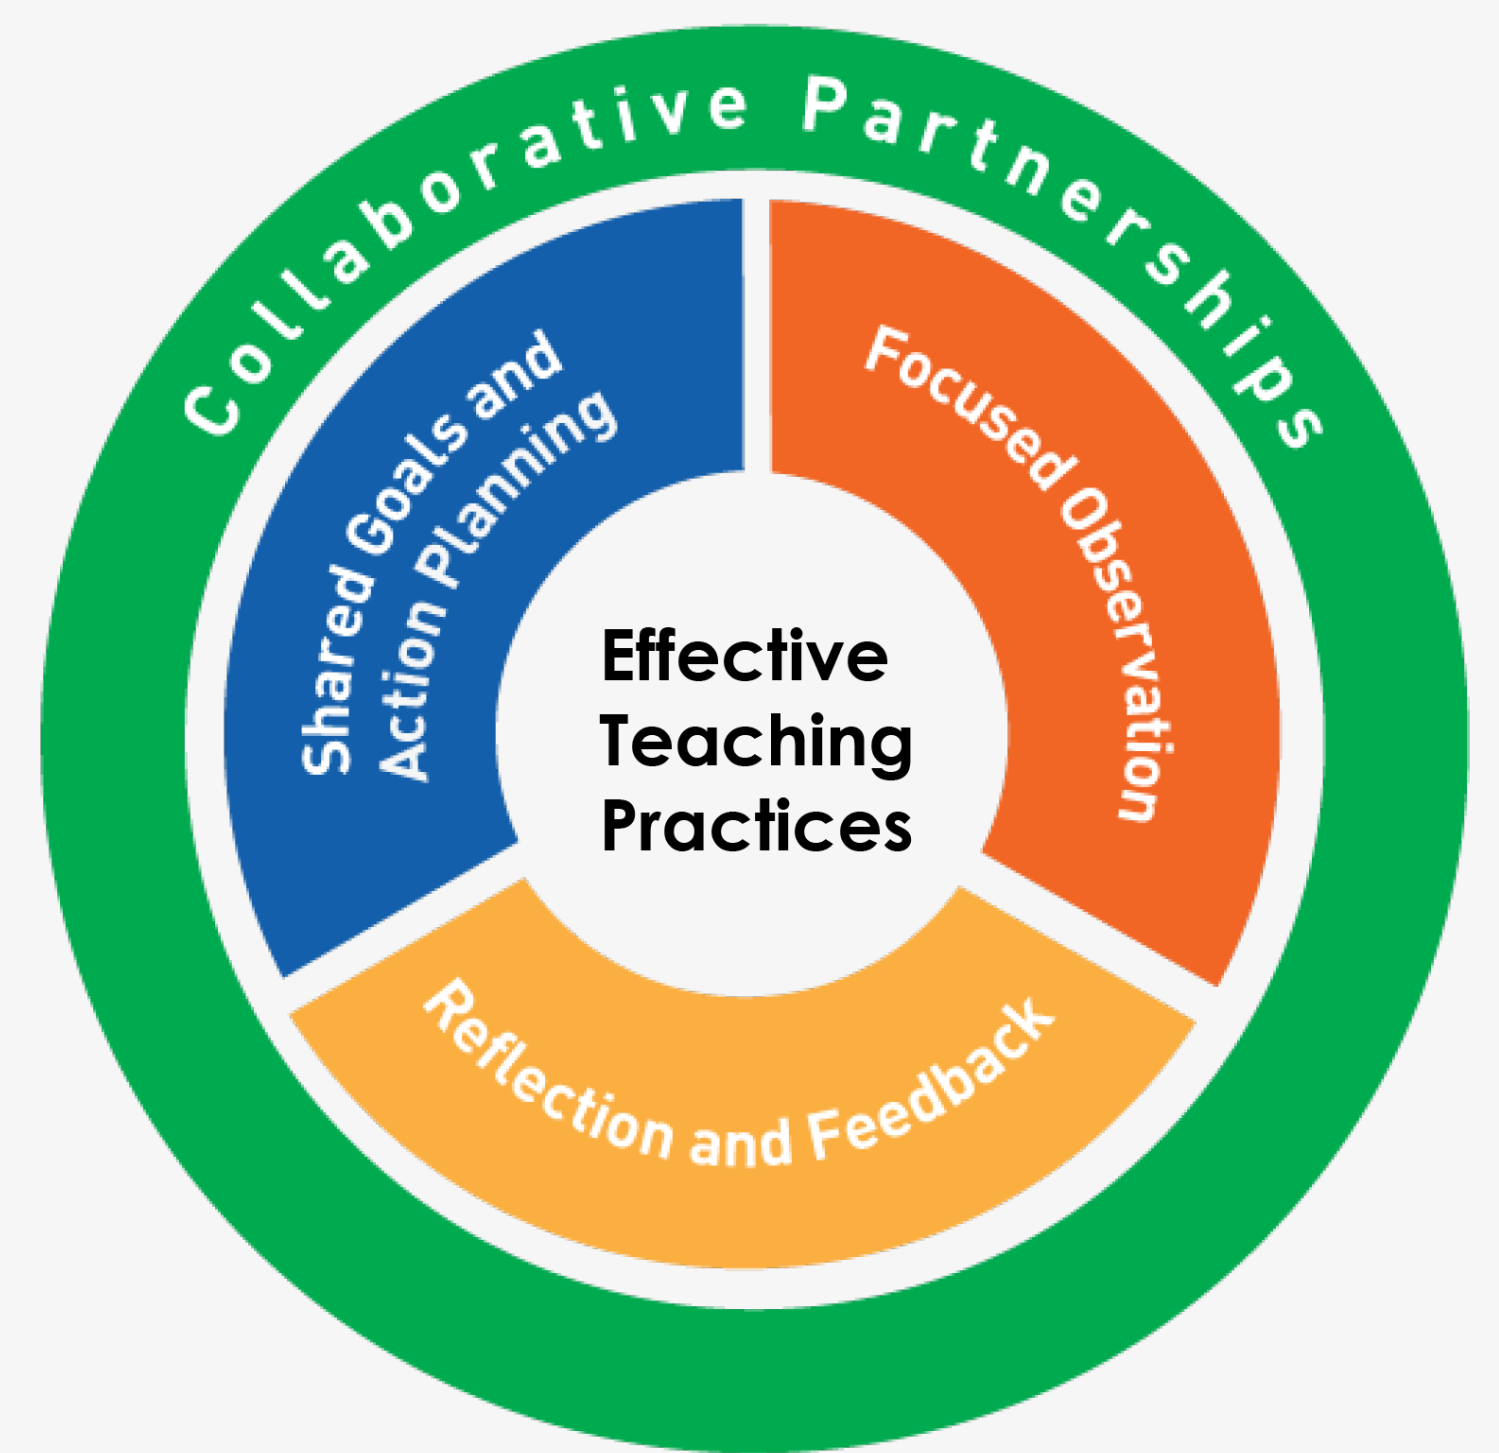 Collaborative Partnerships
Shared Goals and
Action Planning
Focused Observation
Effective
Teaching
Practices
Reflection and Feedback